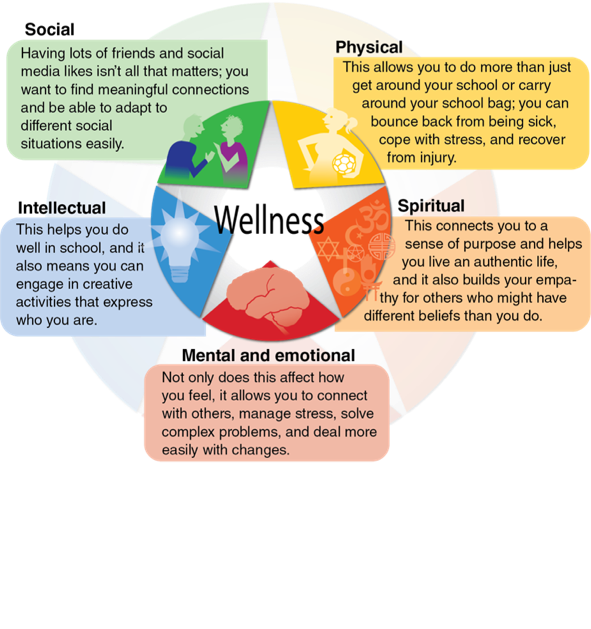 Social
Having lots of friends and social
media likes isn't all that matters; you
want to find meaningful connections
and be able to adapt to
different social
situations easily.
Physical
This allows you to do more than just
get around your school or carry
around your school bag; you can
bounce back from being sick,
cope with stress, and recover
from injury.
Intellectual
This helps you do
well in school, and it
also means you can
engage in creative
activities that express
who you are.
Wellness
Spiritual
This connects you to a
sense of purpose and helps
you live an authentic life,
and it also builds your empa-
thy for others who might have
different beliefs than you do.
Mental and emotional
Not only does this affect how
you feel, it allows you to connect
with others, manage stress, solve
complex problems, and deal more
easily with changes.